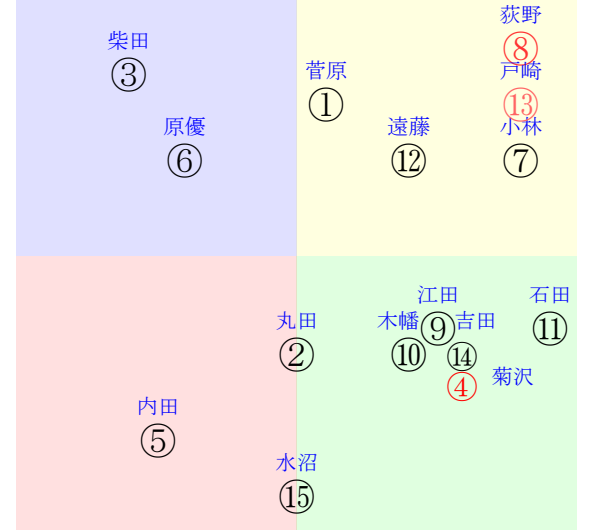 荻野
⑧
柴田
③
菅原
①
戸崎
⑬
原優
⑥
遠藤
⑫
小林
⑦
江田
⑨
石田
⑪
丸田
②
木幡
⑩
吉田
⑭
菊沢
④
内田
⑤
水沼
⑮